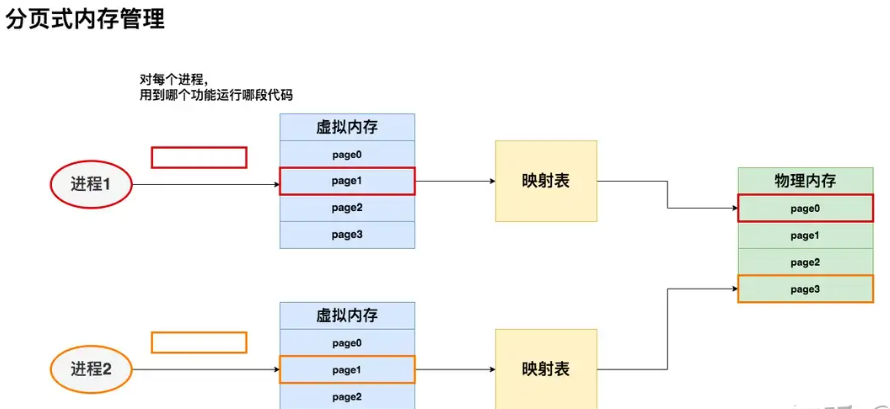 分页式内存管理
对每个进程，
用到哪个功能运行哪段代码
虚拟内存
page0
进程1
page1
映射表
物理内存
page2
page0
page3
page1
page2
page3
虚拟内存
page0
进程2
page1
映射表
page2